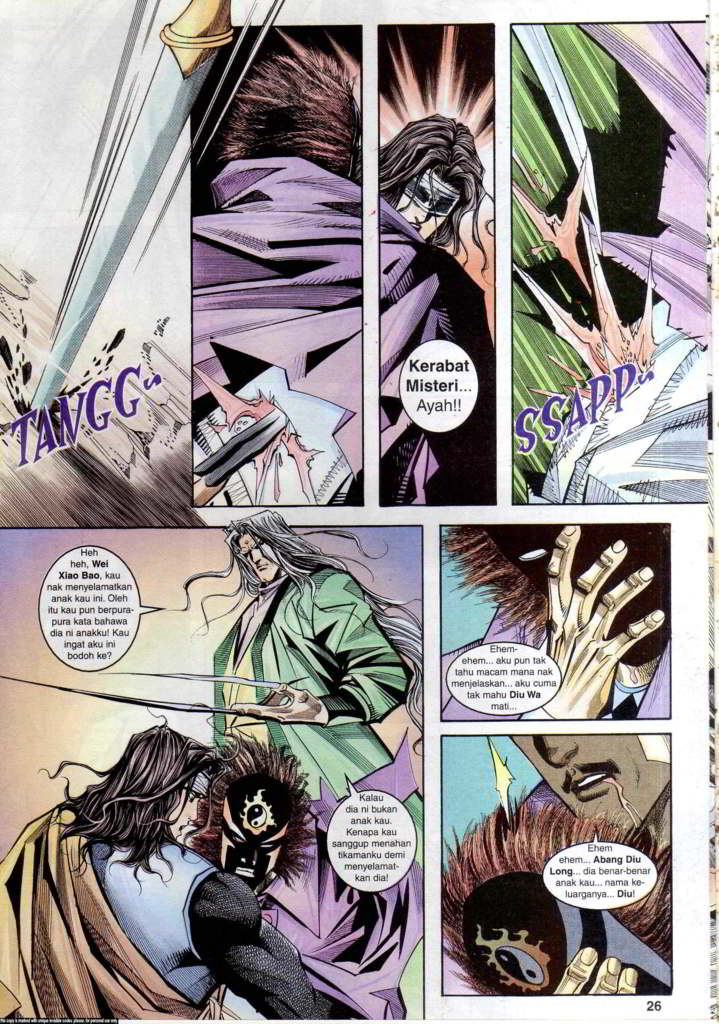 TANGG~
Kerabat
Misteri...
Ayah!!
SSAPP~
Heh
heh, Wei
Xiao Bao, kau
nak menyelamatkan
anak kau ini. Oleh
itu kau pun berpura-
pura kata bahawa
dia ni anakku! Kau
ingat aku ini
bodoh ke?
Kalau
dia ni bukan
anak kau.
Kenapa kau
sanggup menahan
tikamanku demi
menyelamat-
kan dia!
Ehem-
ehem... aku pun tak
tahu macam mana nak
menjelaskan... aku cuma
tak mahu Diu Wa
mati...
Ehem
ehem... Abang Diu
Long... dia benar-benar
anak kau... nama ke-
luarganya... Diu!
26